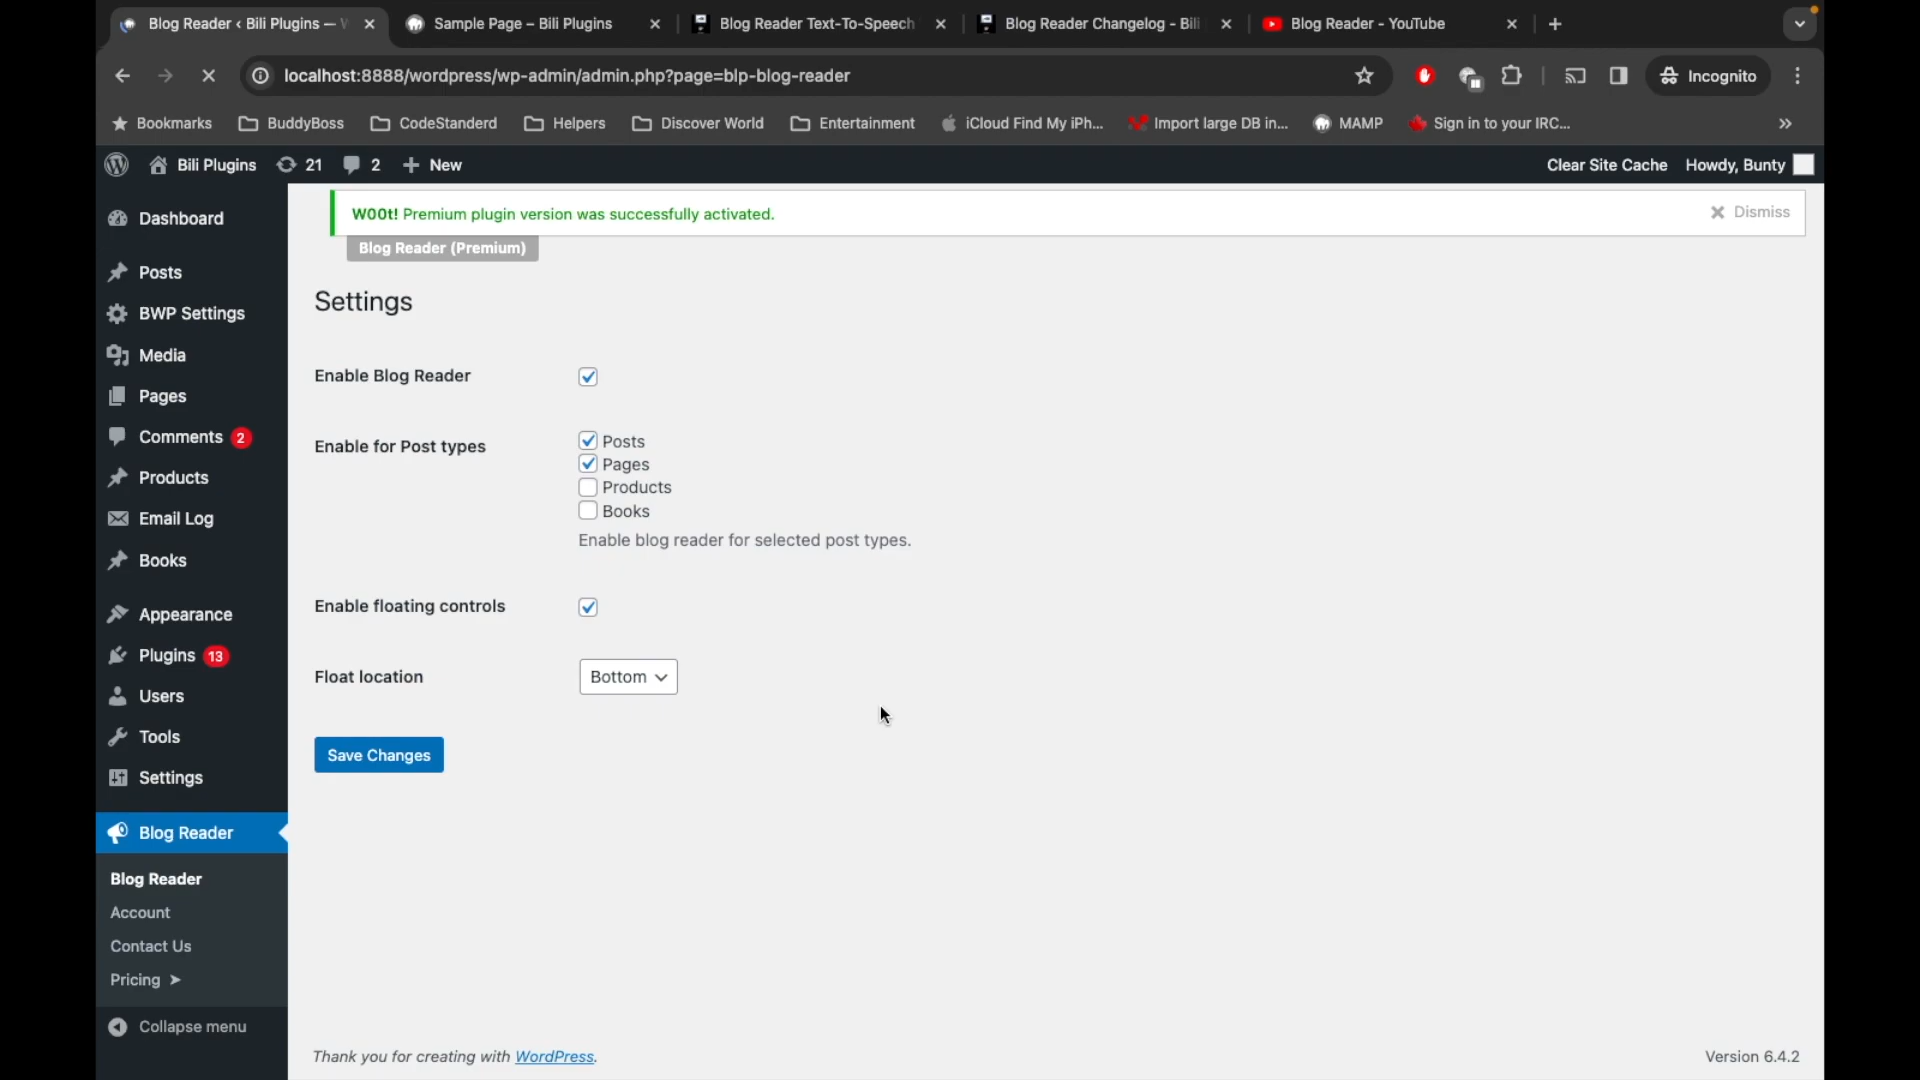 Blog Reader ‹ Bili Plugins —
Sample Page – Bili Plugins
Blog Reader Text-To-Speech
Blog Reader Changelog - Bili
Blog Reader - YouTube
localhost:8888/wordpress/wp-admin/admin.php?page=blp-blog-reader
Incognito
Bookmarks
BuddyBoss
CodeStanderd
Helpers
Discover World
Entertainment
iCloud Find My iPh...
Import large DB in...
MAMP
Sign in to your IRC...
Bili Plugins
21
2
New
Clear Site Cache
Howdy, Bunty
Dashboard
Posts
BWP Settings
Media
Pages
Comments 2
Products
Email Log
Books
Appearance
Plugins 13
Users
Tools
Settings
Blog Reader
Blog Reader
Account
Contact Us
Pricing ➤
Collapse menu
W00t! Premium plugin version was successfully activated.
Dismiss
Blog Reader (Premium)
Settings
Enable Blog Reader
Enable for Post types
Posts
Pages
Products
Books
Enable blog reader for selected post types.
Enable floating controls
Float location
Bottom
Save Changes
Thank you for creating with WordPress.
Version 6.4.2